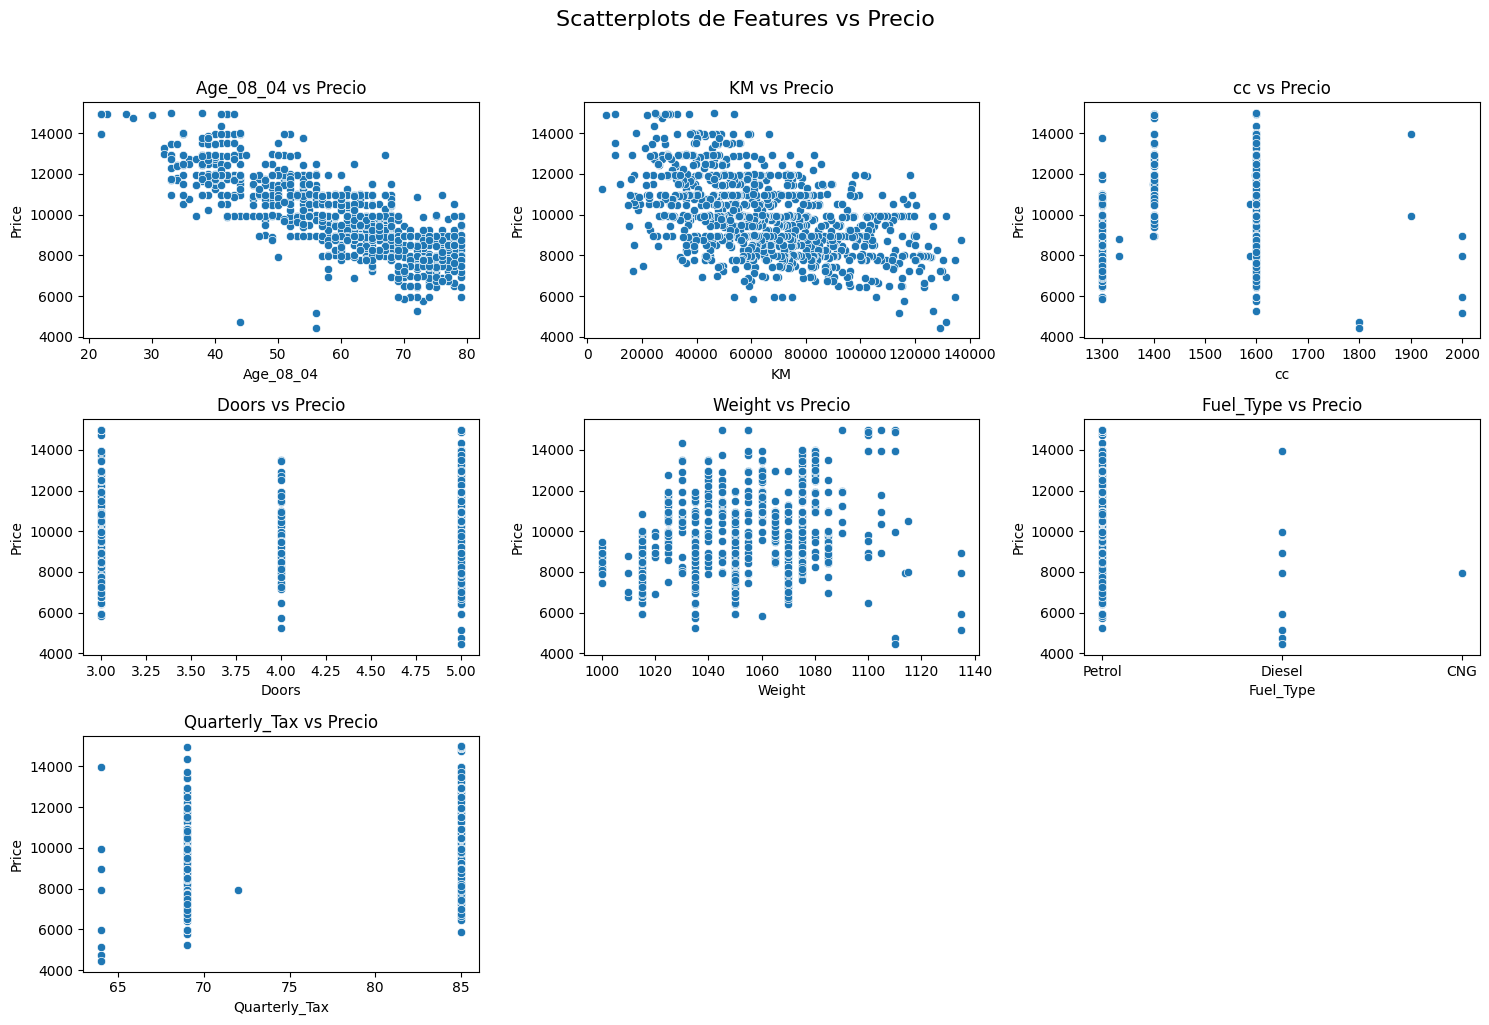 Scatterplots de Features vs Precio
Age_08_04 vs Precio
Price
14000
12000
10000
8000
6000
4000
20 30 40 50 60 70 80
Age_08_04
KM vs Precio
Price
14000
12000
10000
8000
6000
4000
0 20000 40000 60000 80000 100000 120000 140000
KM
cc vs Precio
Price
14000
12000
10000
8000
6000
4000
1300 1400 1500 1600 1700 1800 1900 2000
cc
Doors vs Precio
Price
14000
12000
10000
8000
6000
4000
3.00 3.25 3.50 3.75 4.00 4.25 4.50 4.75 5.00
Doors
Weight vs Precio
Price
14000
12000
10000
8000
6000
4000
1000 1020 1040 1060 1080 1100 1120 1140
Weight
Fuel_Type vs Precio
Price
14000
12000
10000
8000
6000
4000
Petrol Diesel CNG
Fuel_Type
Quarterly_Tax vs Precio
Price
14000
12000
10000
8000
6000
4000
65 70 75 80 85
Quarterly_Tax